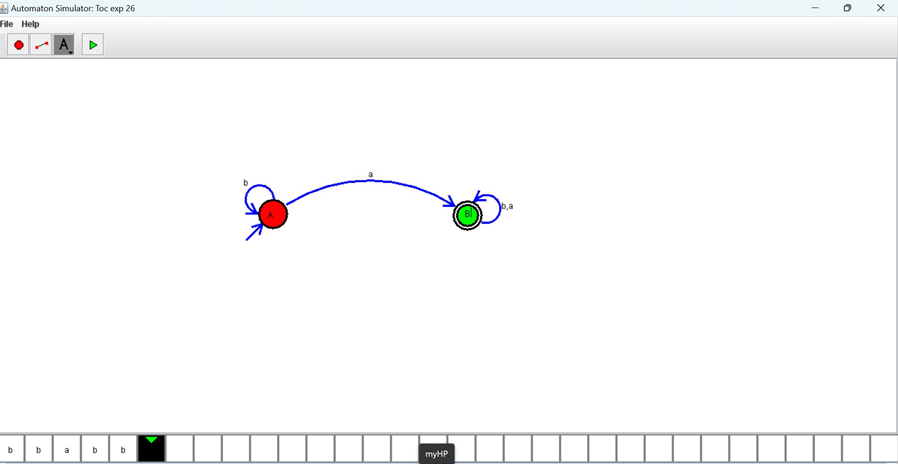 Automaton Simulator: Toc exp 26
File Help
A
a
b
A
B
b,a
b b a b b
myHP